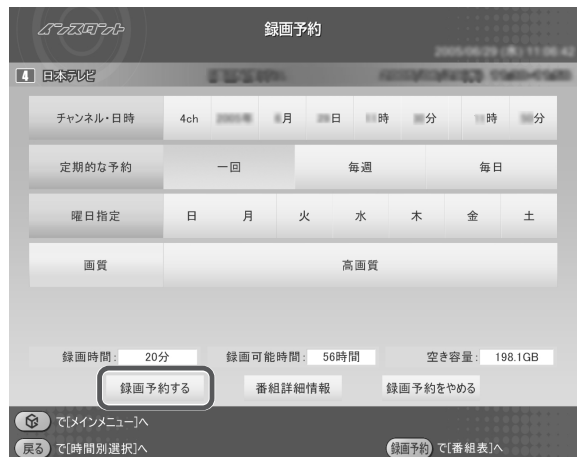 インスタント 録画予約
4 日本テレビ
チャンネル・日時 4ch 月 日 時 分 時 分
定期的な予約 一回 毎週 毎日
曜日指定 日 月 火 水 木 金 土
画質 高画質
録画時間: 20分 録画可能時間: 56時間 空き容量: 198.1GB
録画予約する 番組詳細情報 録画予約をやめる
で[メインメニュー]へ
戻る で[時間別選択]へ 録画予約 で[番組表]へ